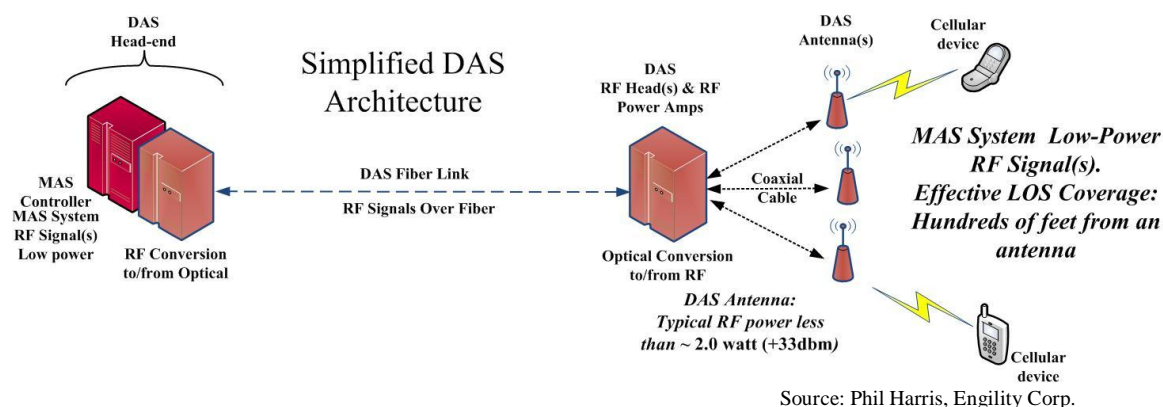 DAS
Head-end
Simplified DAS
Architecture
MAS
Controller
MAS System
RF Signal(s)
Low power
RF Conversion
to/from Optical
DAS Fiber Link
RF Signals Over Fiber
DAS
RF Head(s) & RF
Power Amps
Optical Conversion
to/from RF
DAS
Antenna(s)
Coaxial
Cable
Cellular
device
MAS System Low-Power
RF Signal(s).
Effective LOS Coverage:
Hundreds of feet from an
antenna
DAS Antenna:
Typical RF power less
than ~ 2.0 watt (+33dbm)
Cellular
device
Source: Phil Harris, Engility Corp.